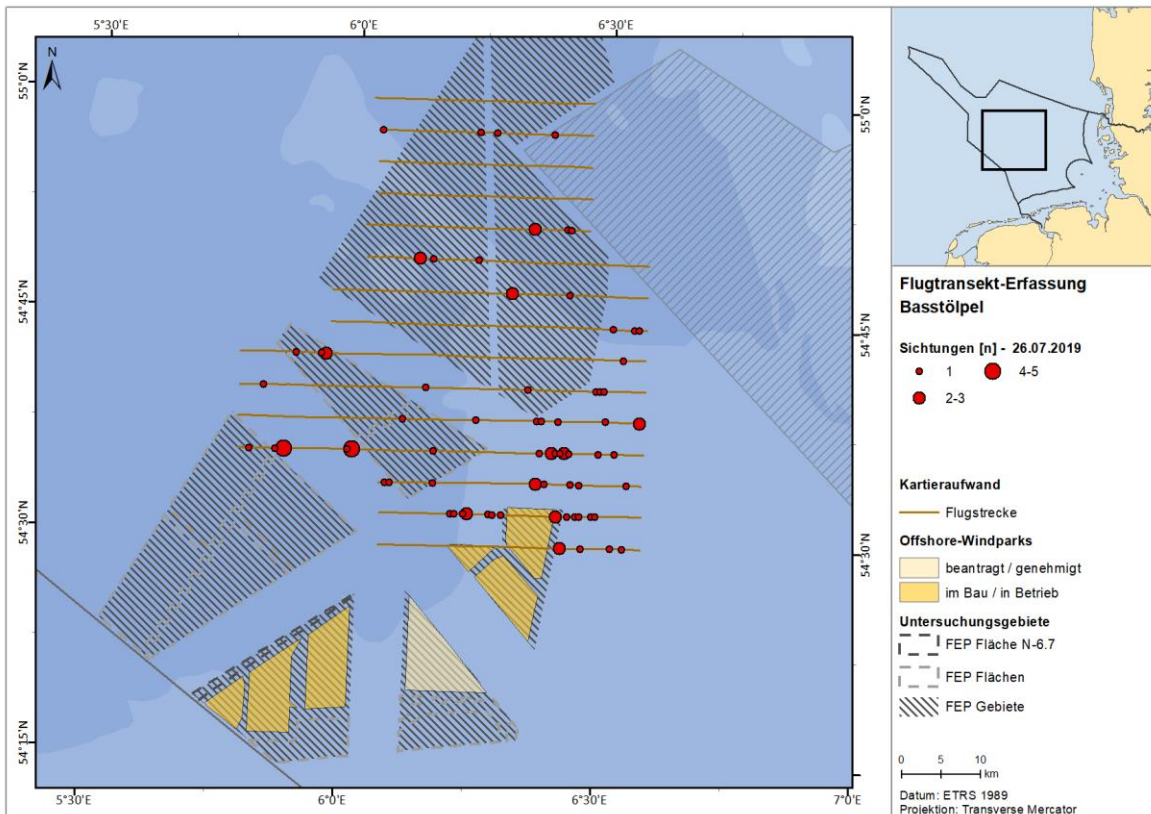 5°30'E 6°0'E 6°30'E
N
55°0'N
55°0'N
54°45'N
54°45'N
54°30'N
54°30'N
54°15'N
5°30'E 6°0'E 6°30'E 7°0'E
Flugtransekt-Erfassung
Basstölpel
Sichtungen [n] - 26.07.2019
1 4-5
2-3
Kartieraufwand
Flugstrecke
Offshore-Windparks
beantragt / genehmigt
im Bau / in Betrieb
Untersuchungsgebiete
FEP Fläche N-6.7
FEP Flächen
FEP Gebiete
0 5 10
km
Datum: ETRS 1989
Projektion: Transverse Mercator